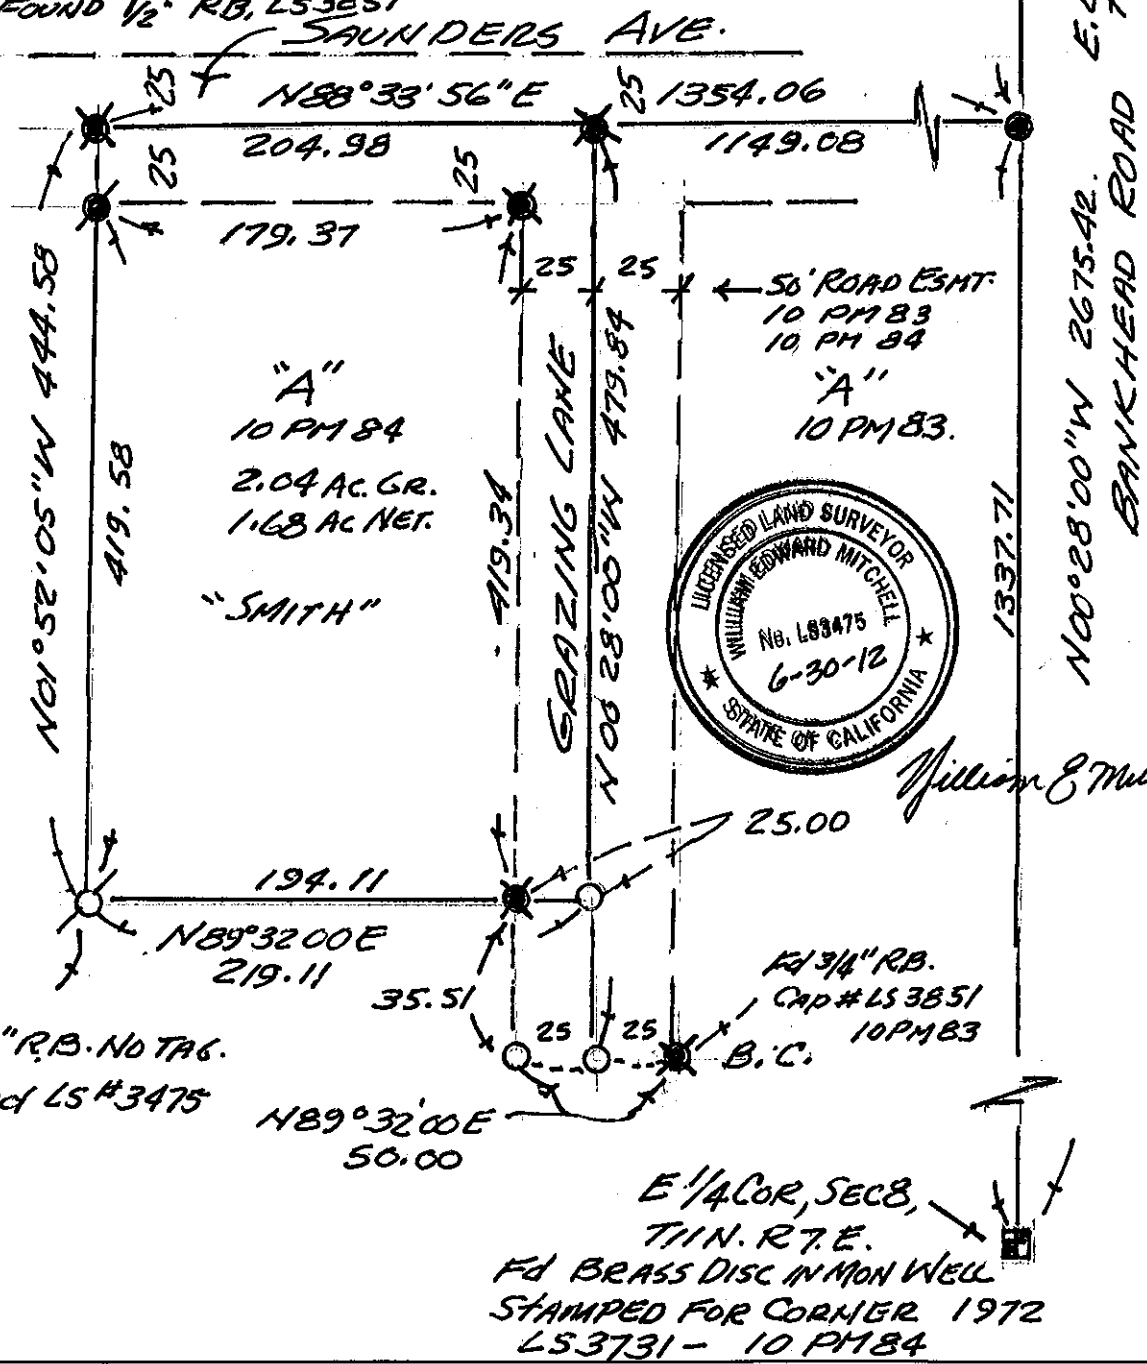 FOUND 1/2" RB, LS3851
SAUNDERS AVE.
25
N88°33'56"E
25
1354.06
204.98
1149.08
25
25
179.37
25
25
50' ROAD ESMT.
10 PM 83
10 PM 84
"A"
10 PM 84
2.04 AC. GR.
1.68 AC NET.
"SMITH"
"A"
10 PM 83.
N01°52'05"W 444.58
419.58
419.34
GRAZING LANE
N00°28'00"W 479.84
LICENSED LAND SURVEYOR
WILLIAM EDWARD MITCHELL
No. LS3475
6-30-12
STATE OF CALIFORNIA
1337.71
N00°28'00"W 2675.42
BANKHEAD ROAD
William E
25.00
194.11
N89°32'00E
219.11
35.51
25
25
Fd 3/4" RB.
CAP # LS 3851
10PM83
B.C.
"R.B. NO TAG.
LS #3475
N89°32'00E
50.00
E 1/4 COR, SEC 8,
T11N. R7.E.
Fd BRASS DISC IN MON WELL
STAMPED FOR CORNER 1972
LS3731 - 10 PM84